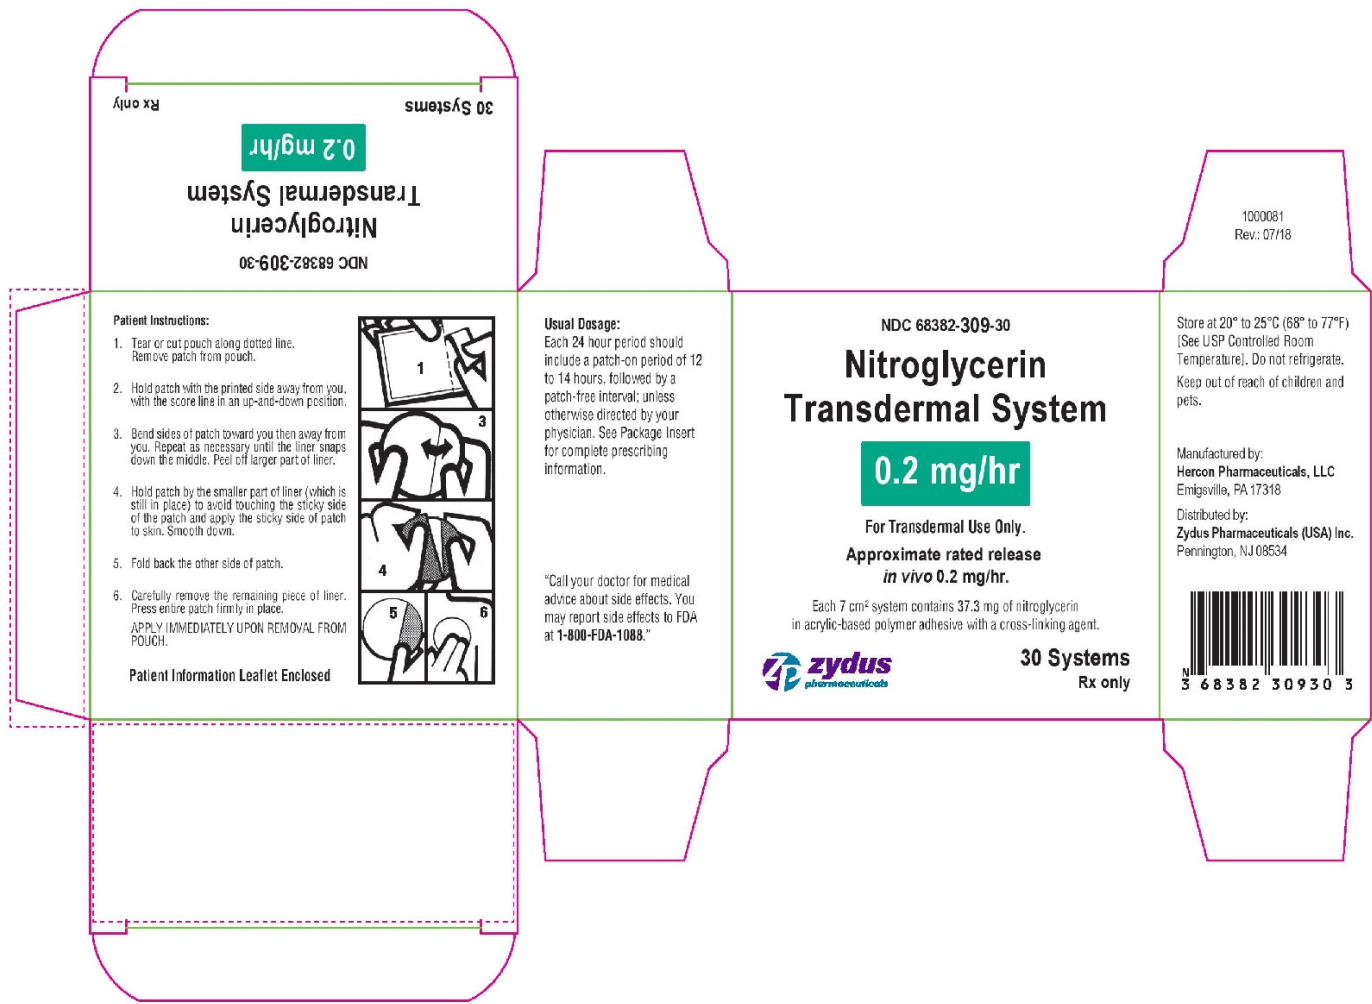 Rx only
30 Systems
0.2 mg/hr
Transdermal System
Nitroglycerin
NDC 68382-309-30
Patient Instructions:
1. Tear or cut pouch along dotted line.
Remove patch from pouch.
2. Hold patch with the printed side away from you,
with the score line in an up-and-down position.
3. Bend sides of patch toward you then away from
you. Repeat as necessary until the liner snaps
down the middle. Peel off larger part of liner.
4. Hold patch by the smaller part of liner (which is
still in place) to avoid touching the sticky side
of the patch and apply the sticky side of patch
to skin. Smooth down.
5. Fold back the other side of patch.
6. Carefully remove the remaining piece of liner.
Press entire patch firmly in place.
APPLY IMMEDIATELY UPON REMOVAL FROM
POUCH.
Patient Information Leaflet Enclosed
1
3
4
5
6
Usual Dosage:
Each 24 hour period should
include a patch-on period of 12
to 14 hours, followed by a
patch-free interval; unless
otherwise directed by your
physician. See Package Insert
for complete prescribing
information.
"Call your doctor for medical
advice about side effects. You
may report side effects to FDA
at 1-800-FDA-1088."
NDC 68382-309-30
Nitroglycerin
Transdermal System
0.2 mg/hr
For Transdermal Use Only.
Approximate rated release
in vivo 0.2 mg/hr.
Each 7 cm² system contains 37.3 mg of nitroglycerin
in acrylic-based polymer adhesive with a cross-linking agent.
zydus
pharmaceuticals
30 Systems
Rx only
1000081
Rev.: 07/18
Store at 20° to 25°C (68° to 77°F)
[See USP Controlled Room
Temperature]. Do not refrigerate.
Keep out of reach of children and
pets.
Manufactured by:
Hercon Pharmaceuticals, LLC
Emigsville, PA 17318
Distributed by:
Zydus Pharmaceuticals (USA) Inc.
Pennington, NJ 08534
N
3 68382 30930 3